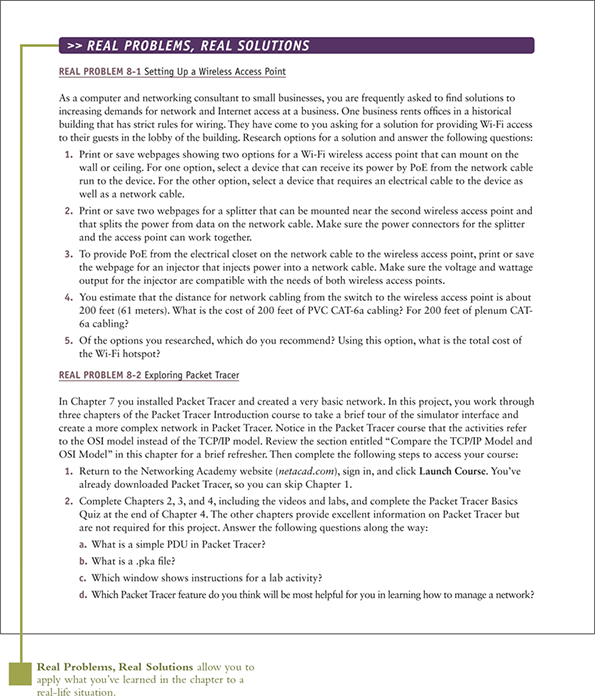 >> REAL PROBLEMS, REAL SOLUTIONS
REAL PROBLEM 8-1 Setting Up a Wireless Access Point
As a computer and networking consultant to small businesses, you are frequently asked to find solutions to
increasing demands for network and Internet access at a business. One business rents offices in a historical
building that has strict rules for wiring. They have come to you asking for a solution for providing Wi-Fi access
to their guests in the lobby of the building. Research options for a solution and answer the following questions:
1. Print or save webpages showing two options for a Wi-Fi wireless access point that can mount on the
wall or ceiling. For one option, select a device that can receive its power by PoE from the network cable
run to the device. For the other option, select a device that requires an electrical cable to the device as
well as a network cable.
2. Print or save two webpages for a splitter that can be mounted near the second wireless access point and
that splits the power from data on the network cable. Make sure the power connectors for the splitter
and the access point can work together.
3. To provide PoE from the electrical closet on the network cable to the wireless access point, print or save
the webpage for an injector that injects power into a network cable. Make sure the voltage and wattage
output for the injector are compatible with the needs of both wireless access points.
4. You estimate that the distance for network cabling from the switch to the wireless access point is about
200 feet (61 meters). What is the cost of 200 feet of PVC CAT-6a cabling? For 200 feet of plenum CAT-
6a cabling?
5. Of the options you researched, which do you recommend? Using this option, what is the total cost of
the Wi-Fi hotspot?
REAL PROBLEM 8-2 Exploring Packet Tracer
In Chapter 7 you installed Packet Tracer and created a very basic network. In this project, you work through
three chapters of the Packet Tracer Introduction course to take a brief tour of the simulator interface and
create a more complex network in Packet Tracer. Notice in the Packet Tracer course that the activities refer
to the OSI model instead of the TCP/IP model. Review the section entitled “Compare the TCP/IP Model and
OSI Model” in this chapter for a brief refresher. Then complete the following steps to access your course:
1. Return to the Networking Academy website (netacad.com), sign in, and click Launch Course. You’ve
already downloaded Packet Tracer, so you can skip Chapter 1.
2. Complete Chapters 2, 3, and 4, including the videos and labs, and complete the Packet Tracer Basics
Quiz at the end of Chapter 4. The other chapters provide excellent information on Packet Tracer but
are not required for this project. Answer the following questions along the way:
a. What is a simple PDU in Packet Tracer?
b. What is a .pka file?
c. Which window shows instructions for a lab activity?
d. Which Packet Tracer feature do you think will be most helpful for you in learning how to manage a network?
Real Problems, Real Solutions allow you to
apply what you’ve learned in the chapter to a
real-life situation.